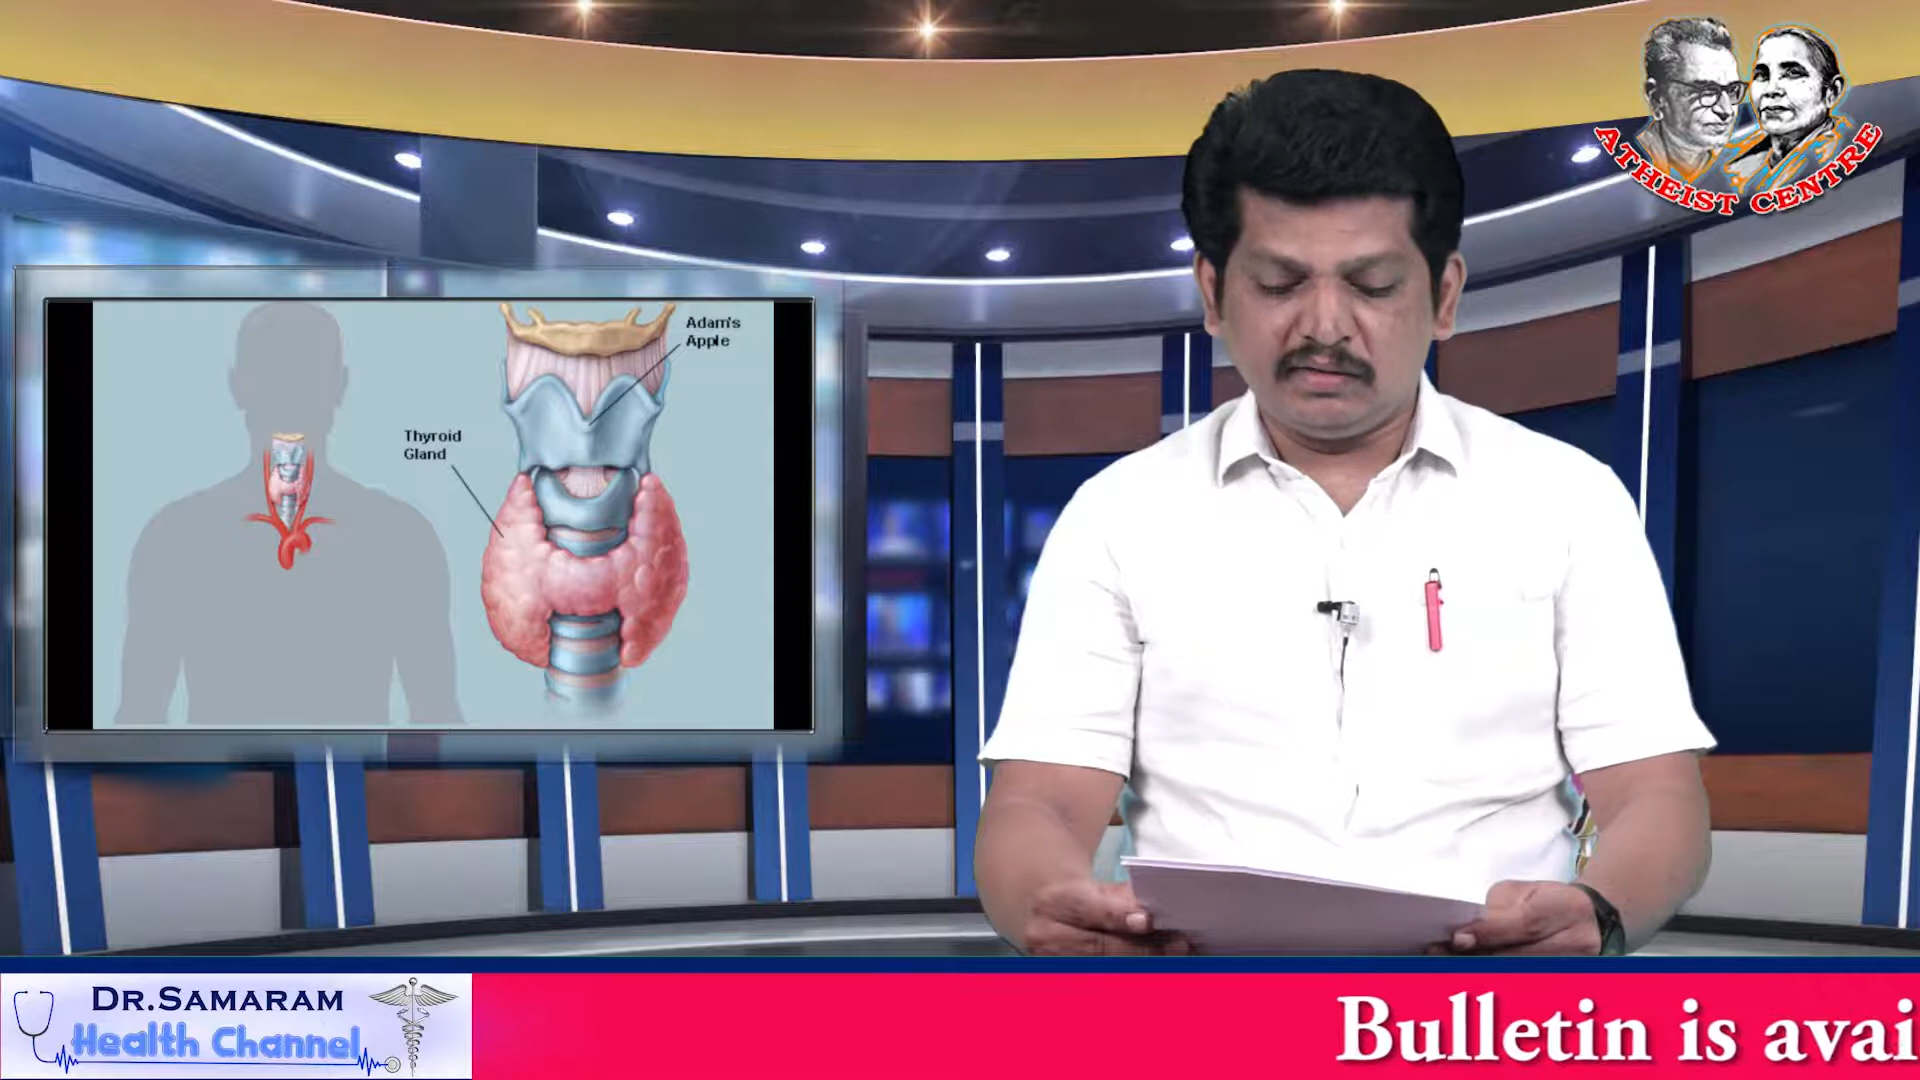 ATHEIST CENTRE
Adam's
Apple
Thyroid
Gland
DR.SAMARAM
Health Channel
Bulletin is avai